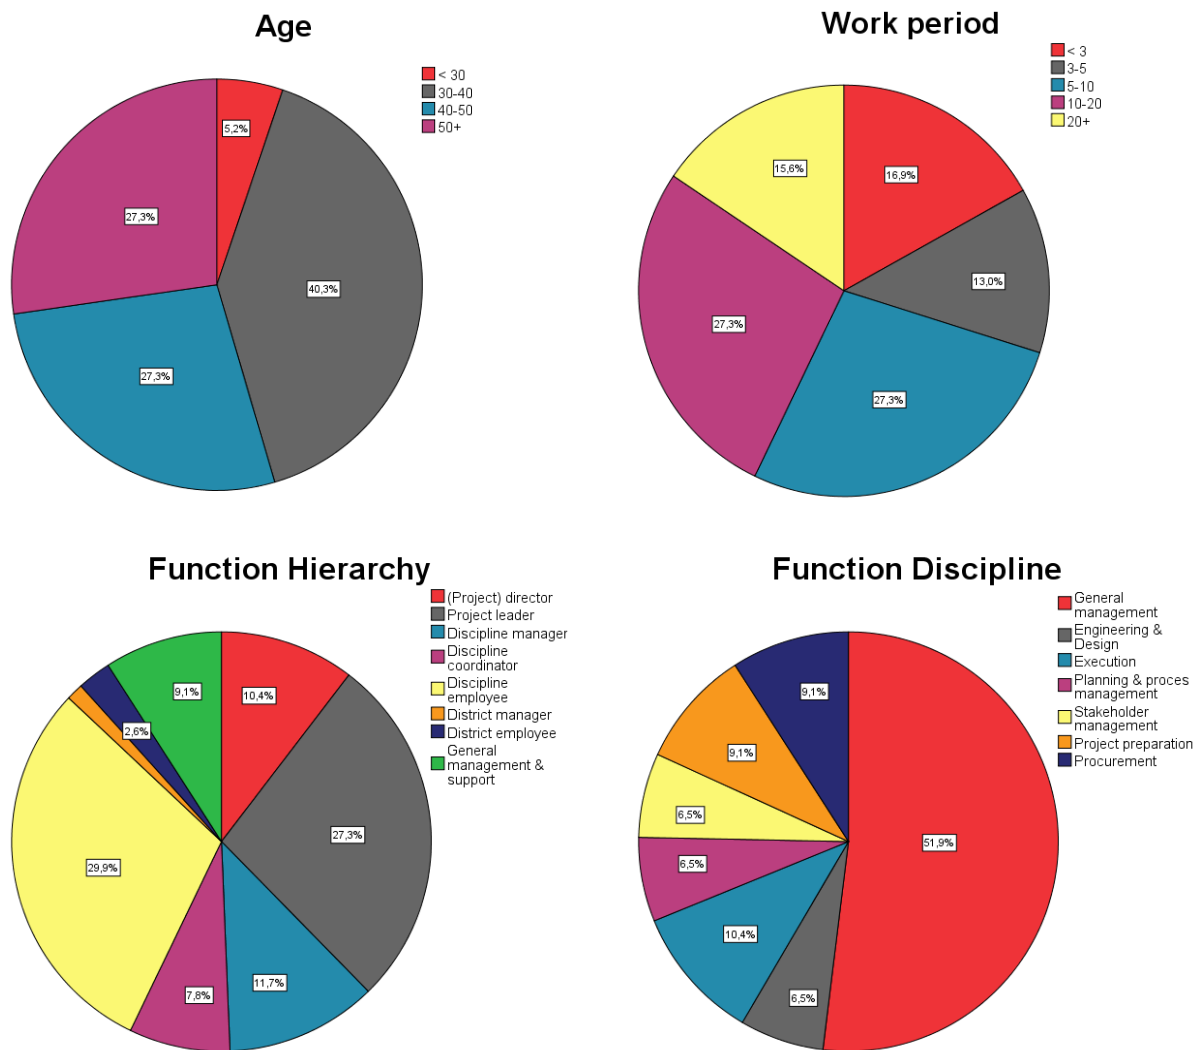 Age
< 30
30-40
40-50
50+
5,2%
40,3%
27,3%
27,3%
Work period
< 3
3-5
5-10
10-20
20+
16,9%
13,0%
27,3%
27,3%
15,6%
Function Hierarchy
(Project) director
Project leader
Discipline manager
Discipline
coordinator
Discipline
employee
District manager
District employee
General
management &
support
10,4%
27,3%
11,7%
7,8%
29,9%
2,6%
9,1%
Function Discipline
General
management
Engineering &
Design
Execution
Planning & proces
management
Stakeholder
management
Project preparation
Procurement
51,9%
6,5%
10,4%
6,5%
6,5%
9,1%
9,1%